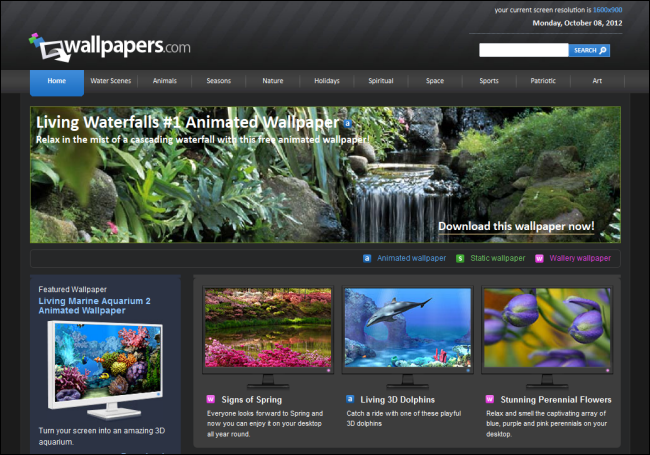 your current screen resolution is 1600x900
Monday, October 08, 2012
wallpapers.com
SEARCH
Home Water Scenes Animals Seasons Nature Holidays Spiritual Space Sports Patriotic Art
Living Waterfalls #1 Animated Wallpaper a
Relax in the mist of a cascading waterfall with this free animated wallpaper!
Download this wallpaper now!
a Animated wallpaper s Static wallpaper w Wallery wallpaper
Featured Wallpaper
Living Marine Aquarium 2
Animated Wallpaper
Turn your screen into an amazing 3D
aquarium.
w Signs of Spring
Everyone looks forward to Spring and
now you can enjoy it on your desktop
all year round.
a Living 3D Dolphins
Catch a ride with one of these playful
3D dolphins
w Stunning Perennial Flowers
Relax and smell the captivating array of
blue, purple and pink perennials on your
desktop.